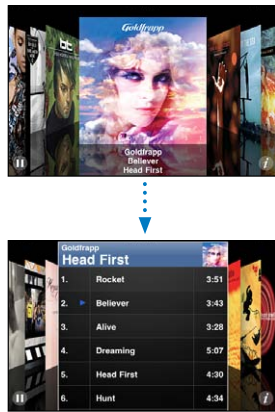 Goldfrapp
bt
Goldfrapp
Believer
Head First
Goldfrapp
Head First
1. Rocket 3:51
2. Believer 3:43
3. Alive 3:28
4. Dreaming 5:07
5. Head First 4:30
6. Hunt 4:34